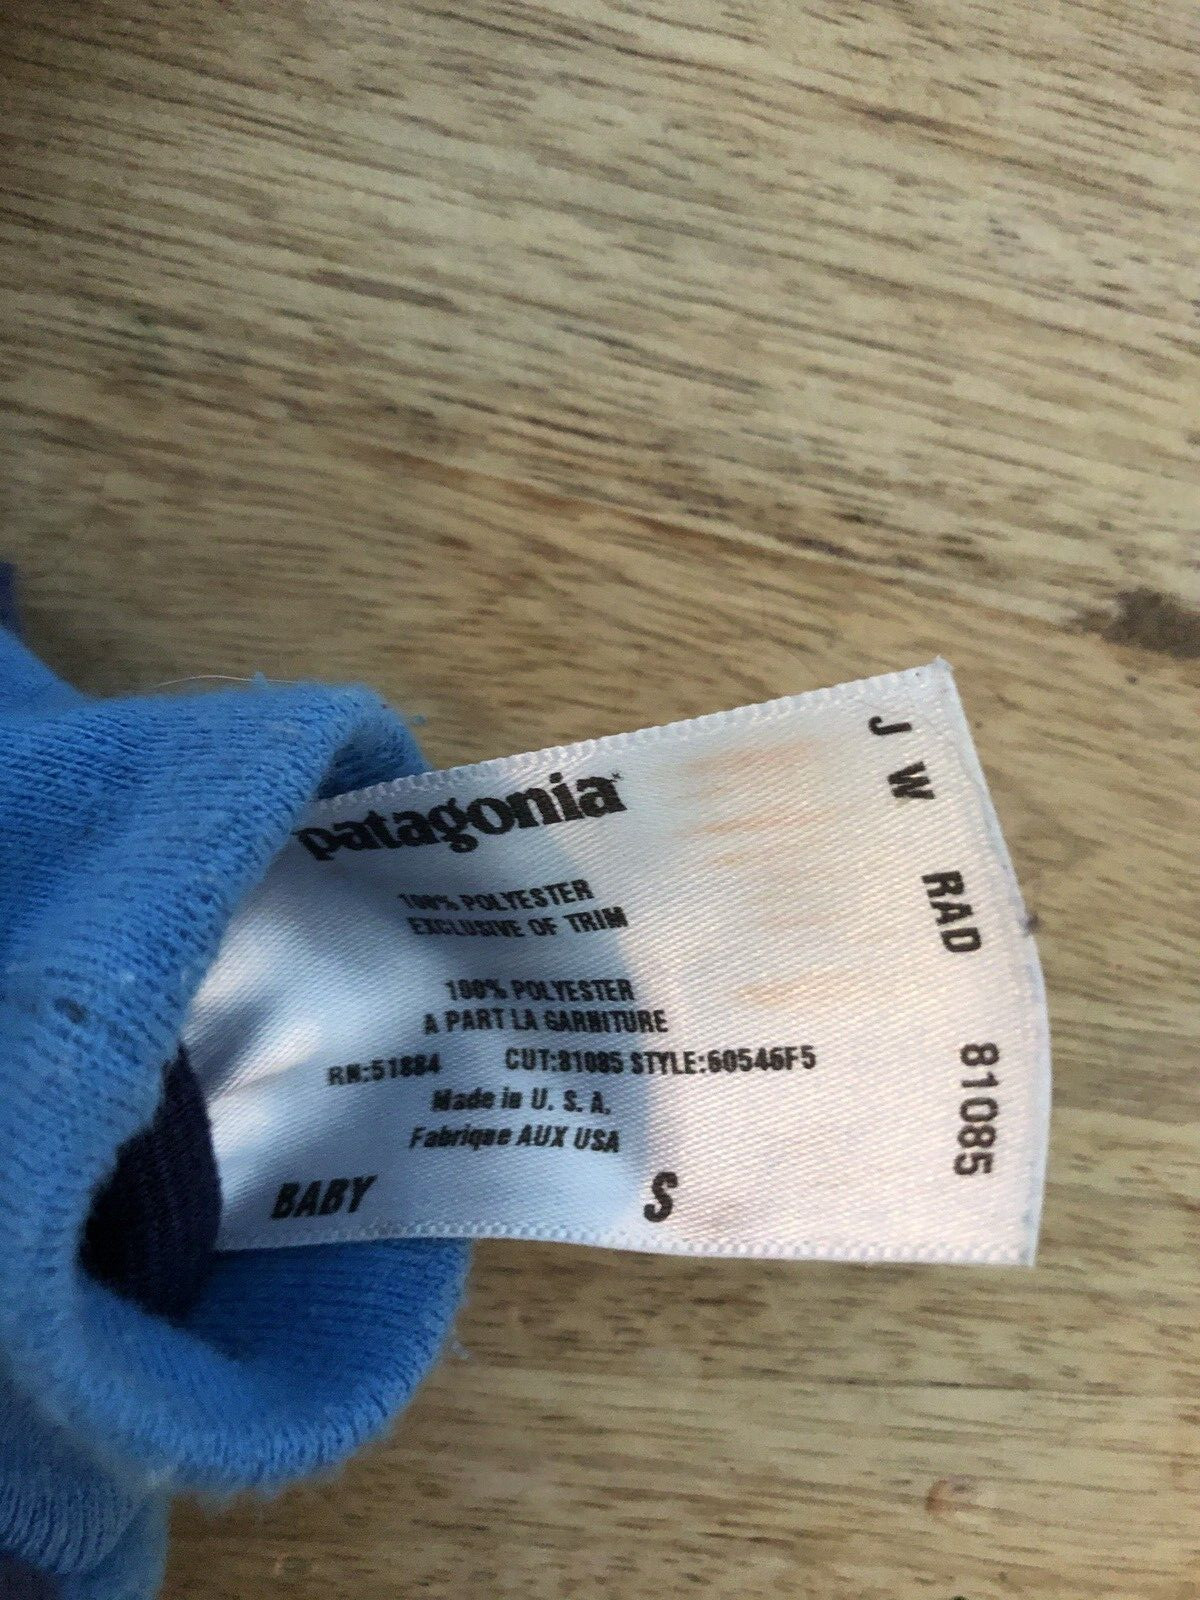 patagonia
100% POLYESTER
EXCLUSIVE OF TRIM
100% POLYESTER
A PART LA GARNITURE
RN:51884 CUT:81085 STYLE:60546F5
Made in U. S. A.
Fabrique AUX USA
BABY S
J W RAD 81085